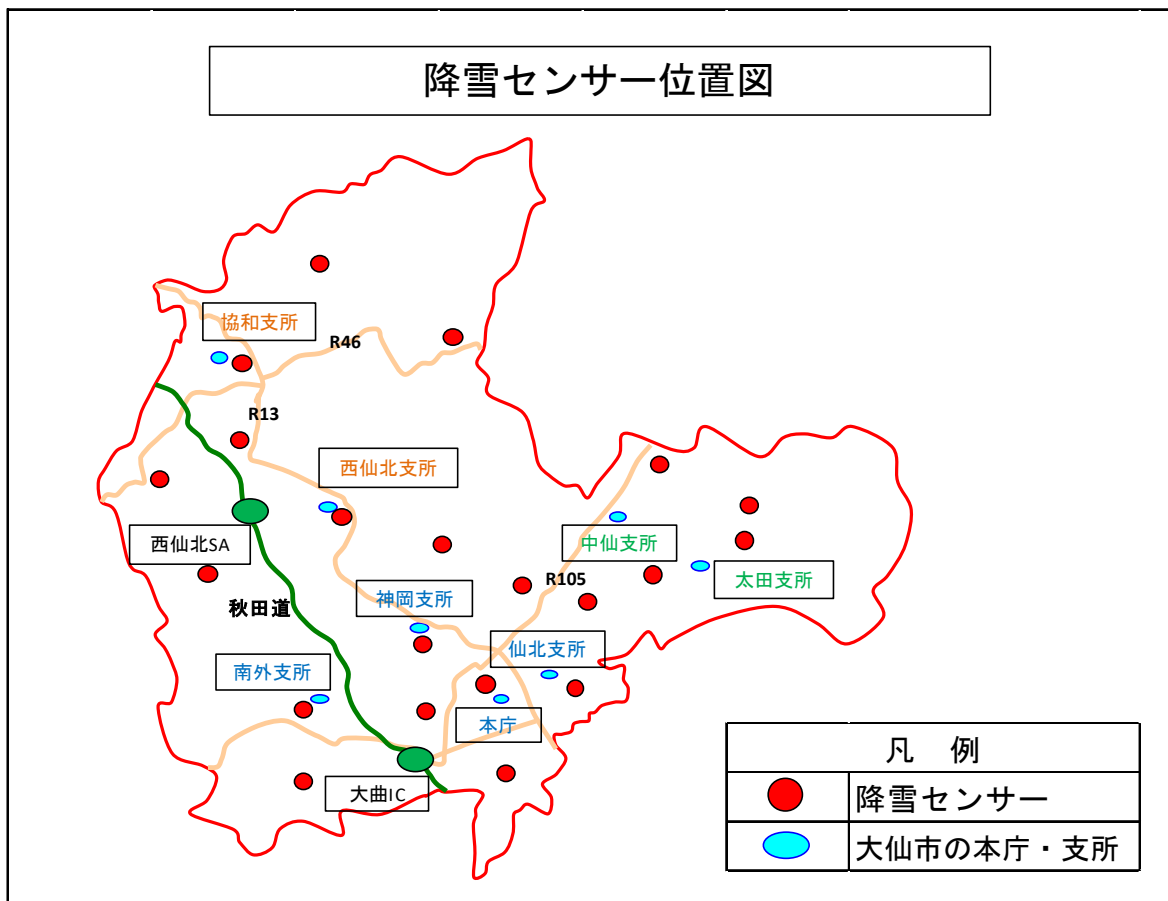 降雪センサー位置図
協和支所
R46
R13
西仙北支所
西仙北SA
中仙支所
太田支所
R105
神岡支所
秋田道
仙北支所
南外支所
本庁
大曲IC
凡 例
降雪センサー
大仙市の本庁・支所